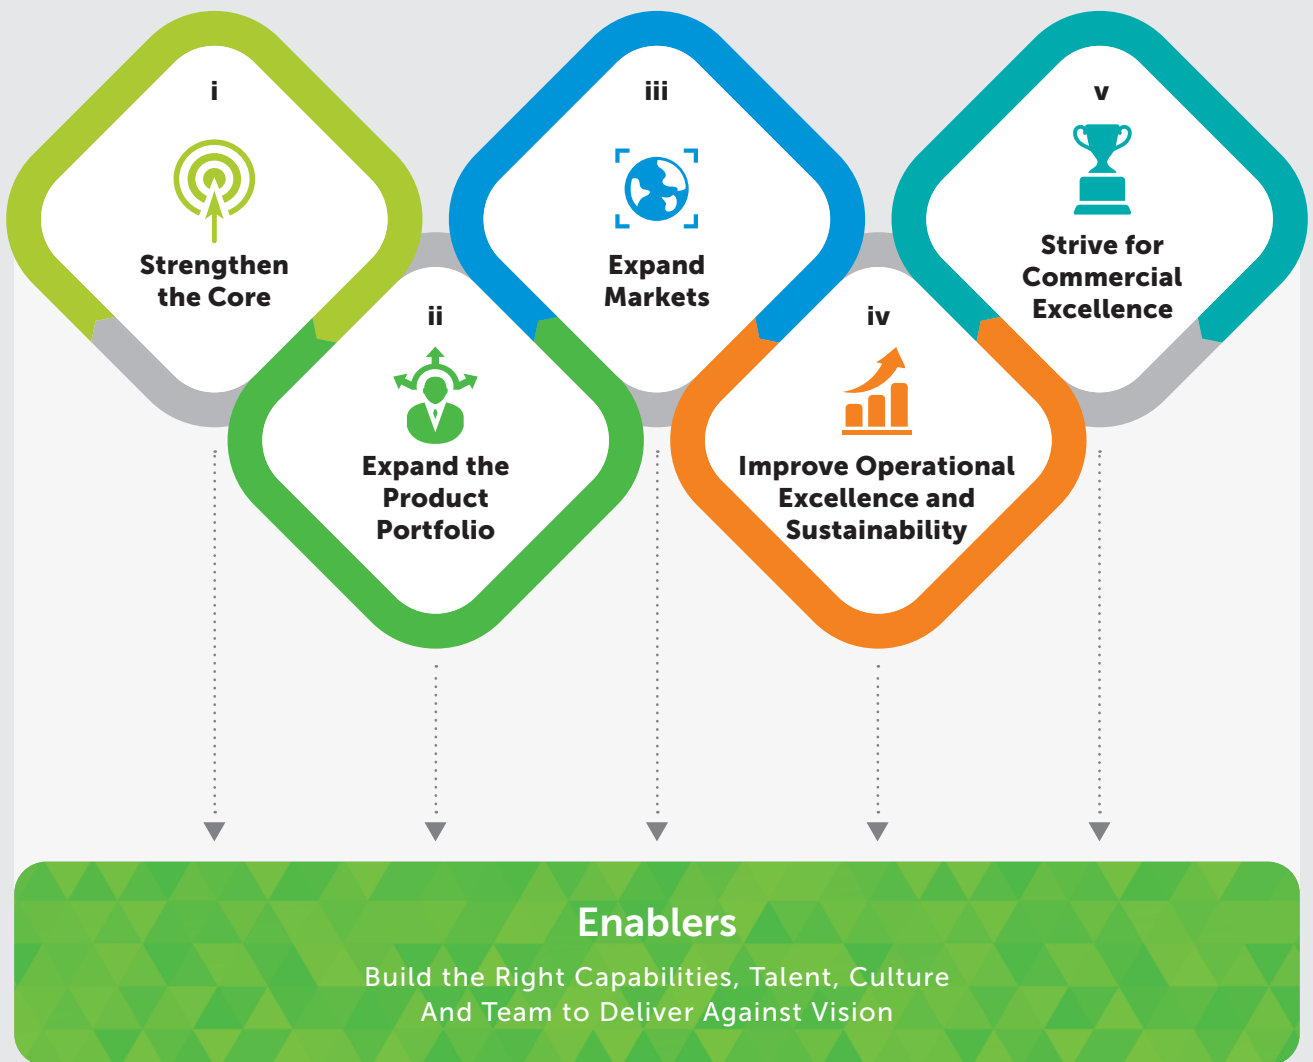 i
Strengthen
the Core
ii
Expand the
Product
Portfolio
iii
Expand
Markets
iv
Improve Operational
Excellence and
Sustainability
v
Strive for
Commercial
Excellence
Enablers
Build the Right Capabilities, Talent, Culture
And Team to Deliver Against Vision